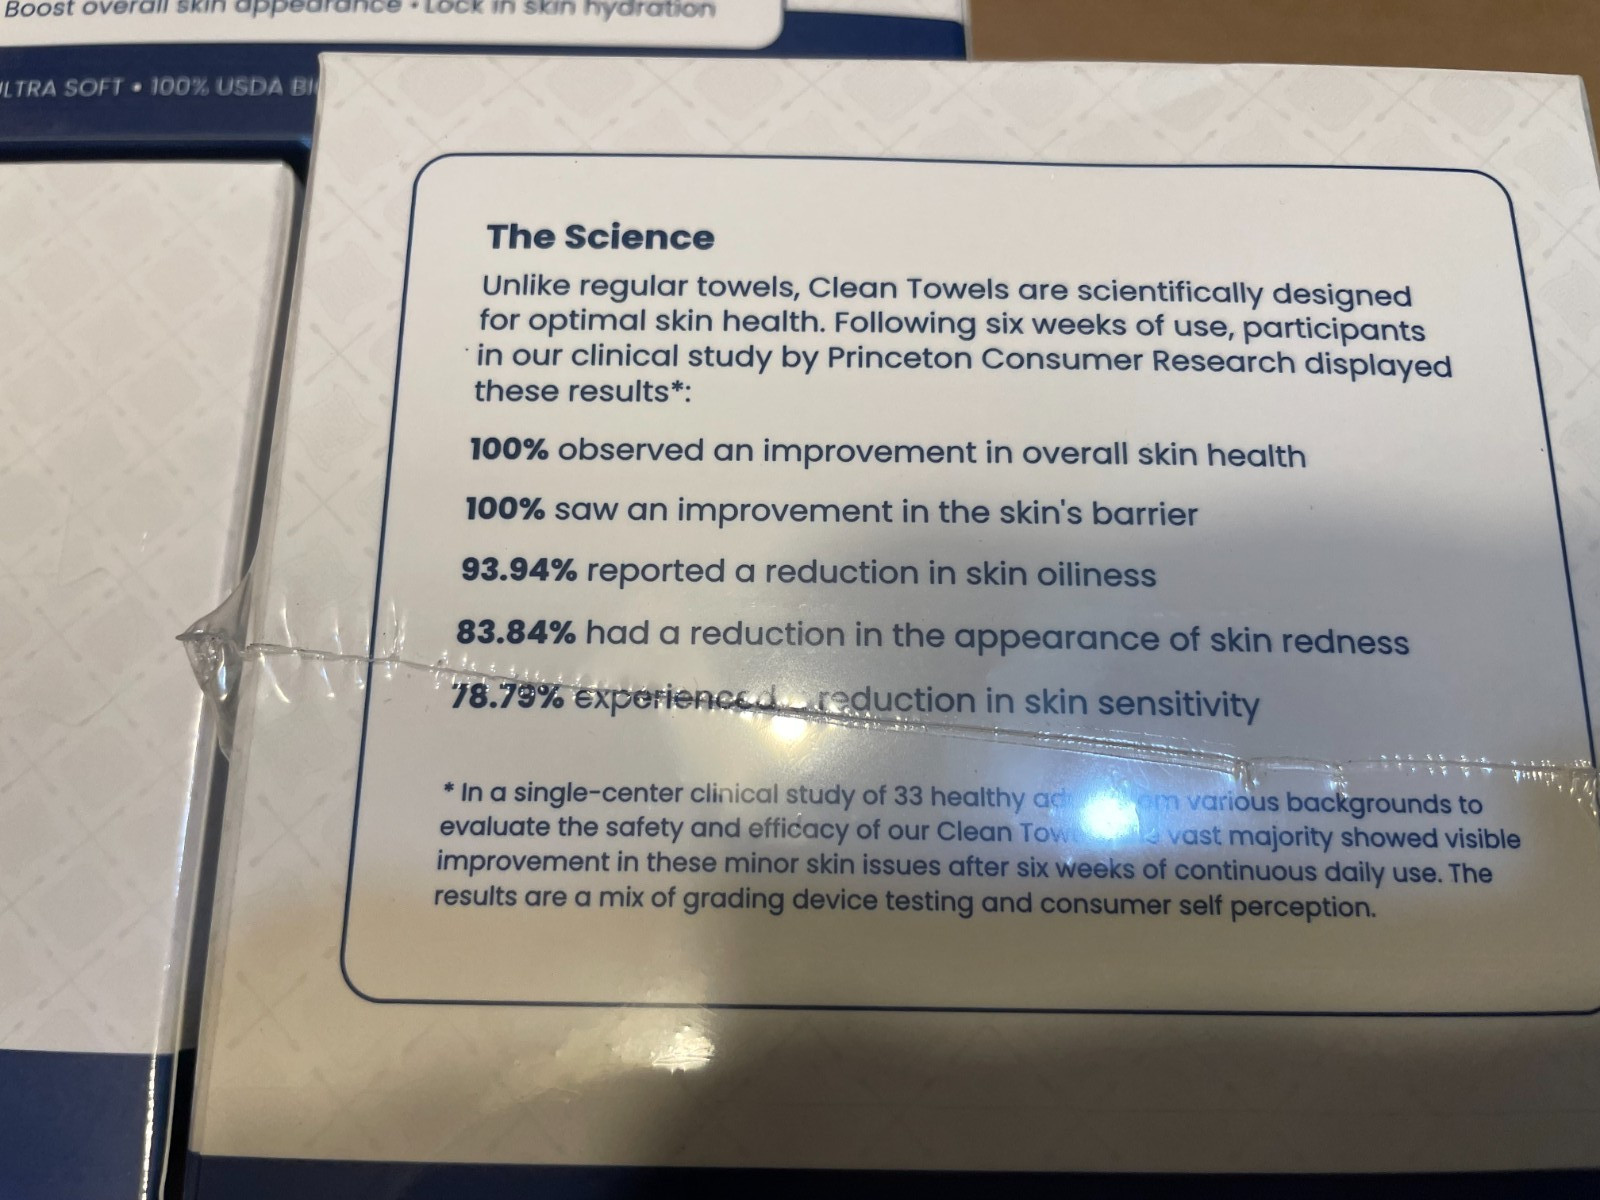 Boost overall skin appearance • Lock in skin hydration
ULTRA SOFT • 100% USDA
The Science
Unlike regular towels, Clean Towels are scientifically designed
for optimal skin health. Following six weeks of use, participants
in our clinical study by Princeton Consumer Research displayed
these results*:
100% observed an improvement in overall skin health
100% saw an improvement in the skin's barrier
93.94% reported a reduction in skin oiliness
83.84% had a reduction in the appearance of skin redness
78.79% experienced reduction in skin sensitivity
* In a single-center clinical study of 33 healthy various backgrounds to
evaluate the safety and efficacy of our Clean vast majority showed visible
improvement in these minor skin issues after six weeks of continuous daily use. The
results are a mix of grading device testing and consumer self perception.